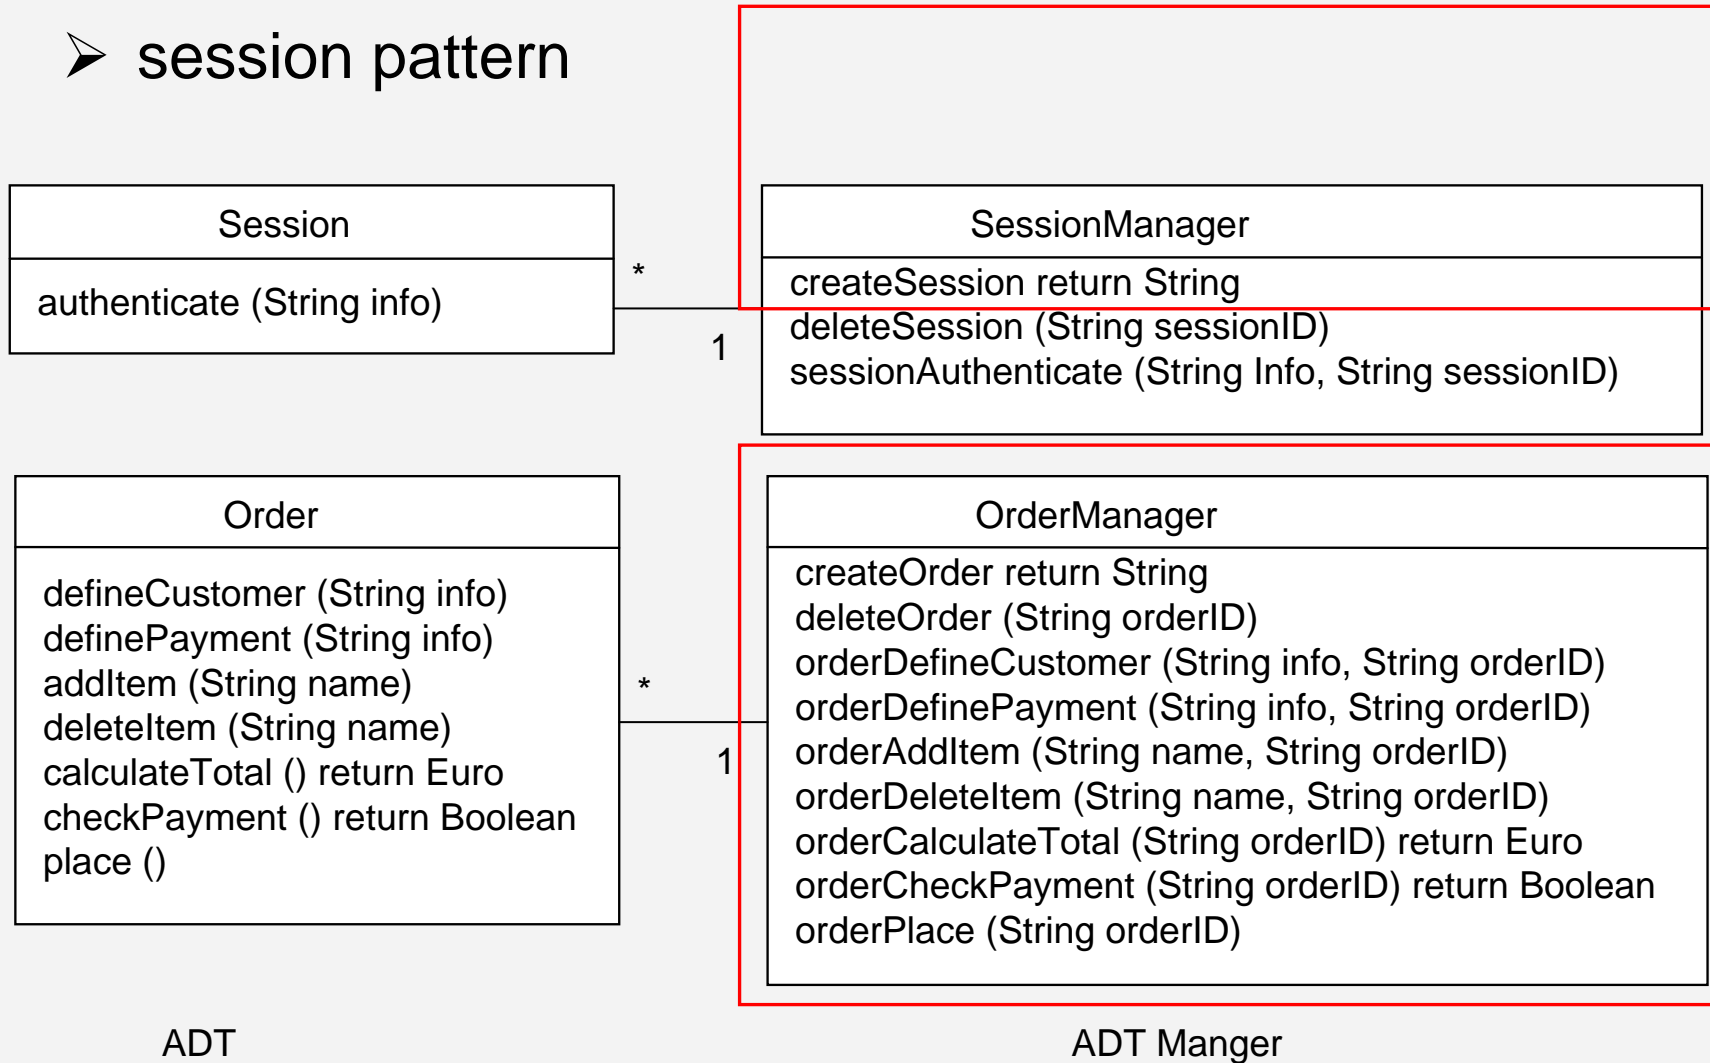 session pattern
Session
authenticate (String info)
*
1
SessionManager
createSession return String
deleteSession (String sessionID)
sessionAuthenticate (String Info, String sessionID)
Order
defineCustomer (String info)
definePayment (String info)
addItem (String name)
deleteItem (String name)
calculateTotal () return Euro
checkPayment () return Boolean
place ()
*
1
OrderManager
createOrder return String
deleteOrder (String orderID)
orderDefineCustomer (String info, String orderID)
orderDefinePayment (String info, String orderID)
orderAddItem (String name, String orderID)
orderDeleteItem (String name, String orderID)
orderCalculateTotal (String orderID) return Euro
orderCheckPayment (String orderID) return Boolean
orderPlace (String orderID)
ADT
ADT Manger